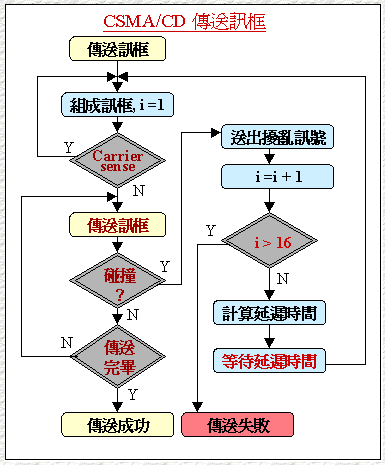 CSMA/CD 傳送訊框
傳送訊框
組成訊框, i =1
Y
Carrier
sense
N
傳送訊框
碰撞
?
Y
N
傳送
完畢
N
Y
傳送成功
送出擾亂訊號
i =i + 1
Y
i > 16
N
計算延遲時間
等待延遲時間
傳送失敗